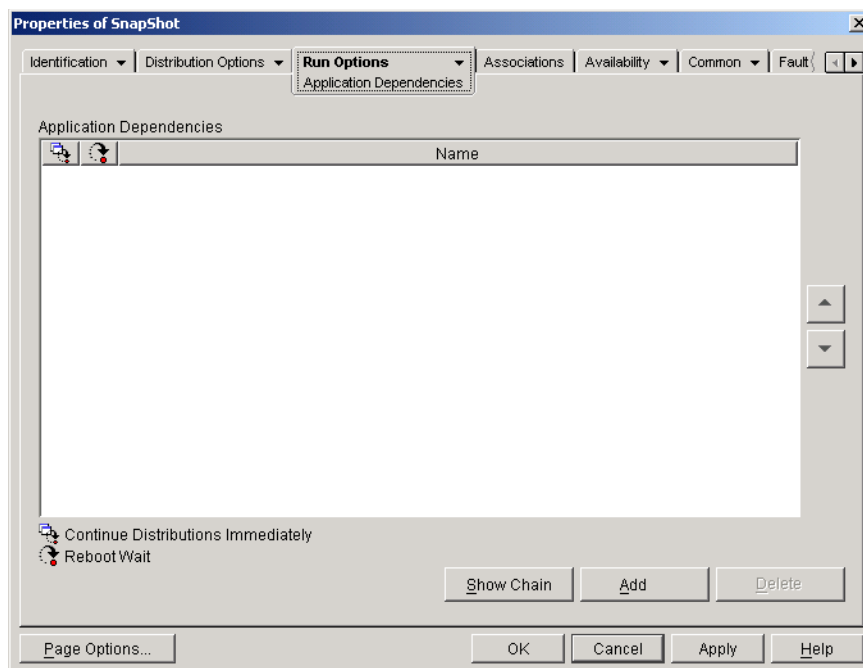 Properties of SnapShot
Identification Distribution Options Run Options Associations Availability Common Fault
Application Dependencies
Application Dependencies
Name
Continue Distributions Immediately
Reboot Wait
Show Chain Add Delete
Page Options... OK Cancel Apply Help